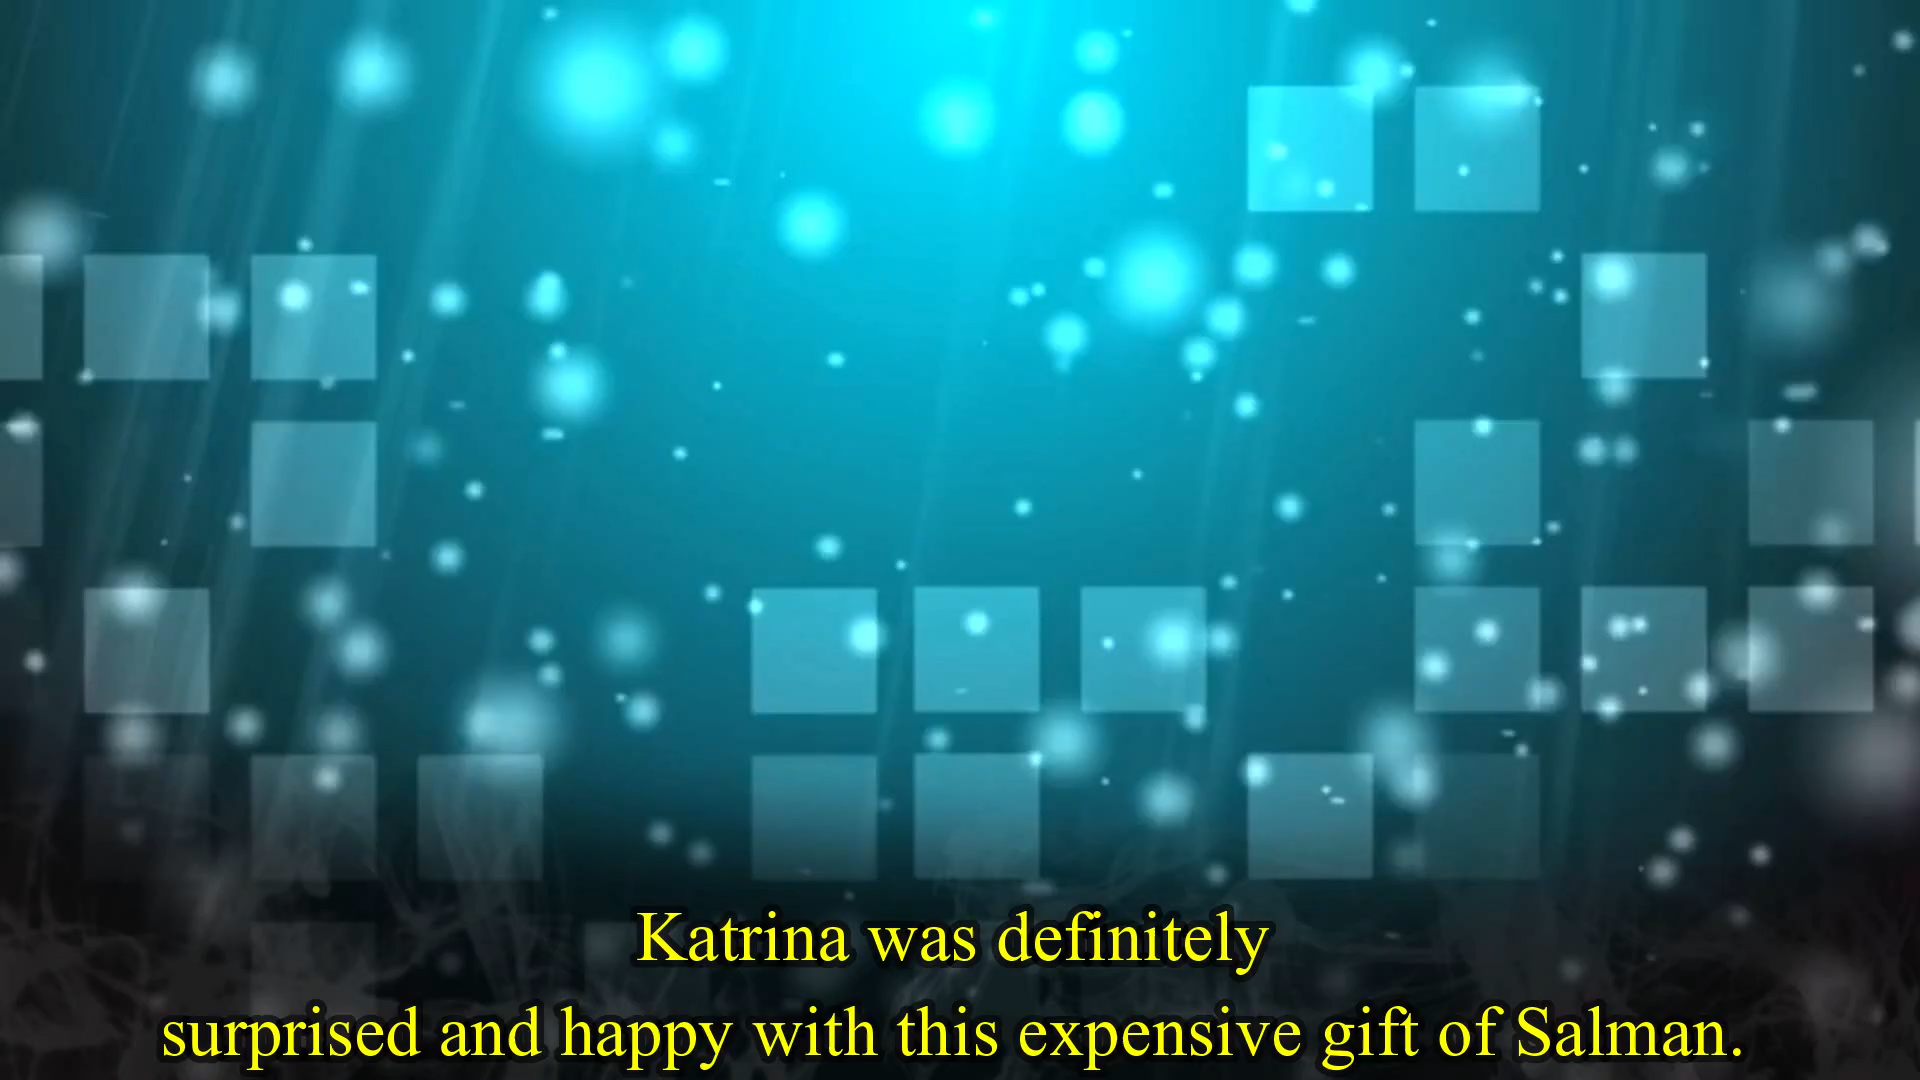 Katrina was definitely
surprised and happy with this expensive gift of Salman.